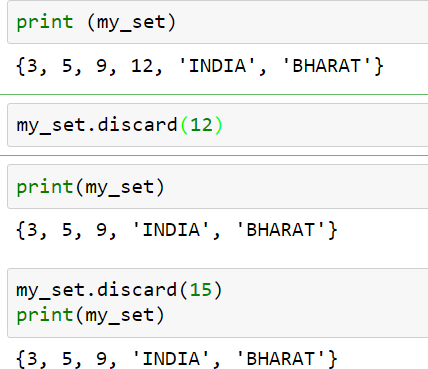 print (my_set)
{3, 5, 9, 12, 'INDIA', 'BHARAT'}
my_set.discard(12)
print(my_set)
{3, 5, 9, 'INDIA', 'BHARAT'}
my_set.discard(15)
print(my_set)
{3, 5, 9, 'INDIA', 'BHARAT'}